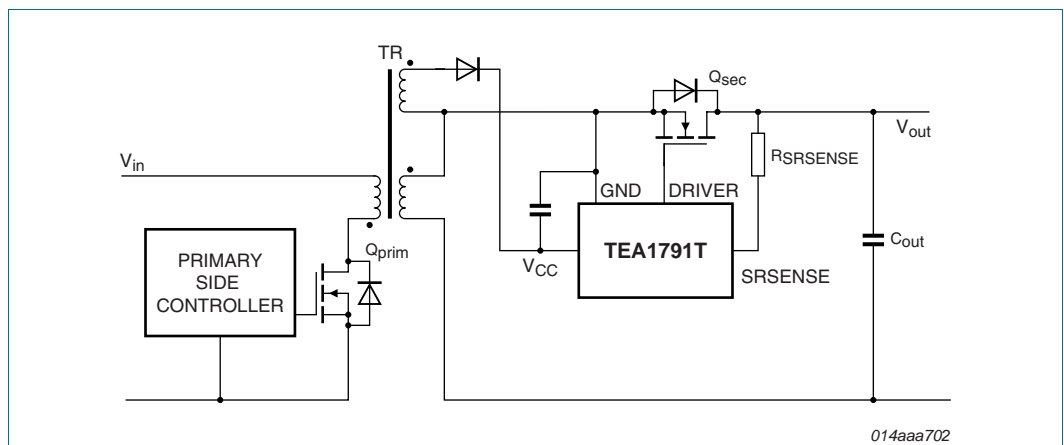 TR
Qsec
Vout
Vin
RSRSENSE
GND
DRIVER
TEA1791T
Cout
Qprim
VCC
SRSENSE
PRIMARY
SIDE
CONTROLLER
014aaa702